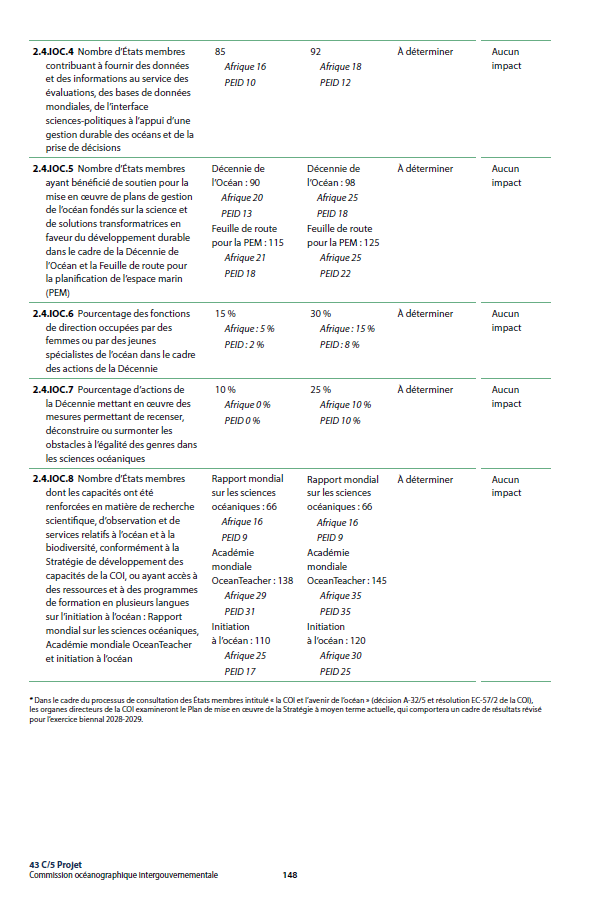 2.4.IOC.4 Nombre d'États membres
contribuant à fournir des données
et des informations au service des
évaluations, des bases de données
mondiales, de l'interface
sciences-politiques à l'appui d'une
gestion durable des océans et de la
prise de décisions
85
Afrique 16
PEID 10
92
Afrique 18
PEID 12
À déterminer
Aucun
impact
2.4.IOC.5 Nombre d'États membres
ayant bénéficié de soutien pour la
mise en œuvre de plans de gestion
de l'océan fondés sur la science et
de solutions transformatrices en
faveur du développement durable
dans le cadre de la Décennie de
l'Océan et la Feuille de route pour
la planification de l'espace marin
(PEM)
Décennie de
l'Océan : 90
Afrique 20
PEID 13
Feuille de route
pour la PEM : 115
Afrique 21
PEID 18
Décennie de
l'Océan : 98
Afrique 25
PEID 18
Feuille de route
pour la PEM : 125
Afrique 25
PEID 22
À déterminer
Aucun
impact
2.4.IOC.6 Pourcentage des fonctions
de direction occupées par des
femmes ou par des jeunes
spécialistes de l'océan dans le cadre
des actions de la Décennie
15 %
Afrique : 5 %
PEID : 2 %
30 %
Afrique : 15 %
PEID : 8 %
À déterminer
Aucun
impact
2.4.IOC.7 Pourcentage d'actions de
la Décennie mettant en œuvre des
mesures permettant de recenser,
déconstruire ou surmonter les
obstacles à l'égalité des genres dans
les sciences océaniques
10 %
Afrique 0 %
PEID 0 %
25 %
Afrique 10 %
PEID 10 %
À déterminer
Aucun
impact
2.4.IOC.8 Nombre d'États membres
dont les capacités ont été
renforcées en matière de recherche
scientifique, d'observation et de
services relatifs à l'océan et à la
biodiversité, conformément à la
Stratégie de développement des
capacités de la COI, ou ayant accès à
des ressources et à des programmes
de formation en plusieurs langues
sur l'initiation à l'océan : Rapport
mondial sur les sciences océaniques,
Académie mondiale OceanTeacher
et initiation à l'océan
Rapport mondial
sur les sciences
océaniques : 66
Afrique 16
PEID 9
Académie
mondiale
OceanTeacher : 138
Afrique 29
PEID 31
Initiation
à l'océan : 110
Afrique 25
PEID 17
Rapport mondial
sur les sciences
océaniques : 66
Afrique 16
PEID 9
Académie
mondiale
OceanTeacher : 145
Afrique 35
PEID 35
Initiation
à l'océan : 120
Afrique 30
PEID 25
À déterminer
Aucun
impact
* Dans le cadre du processus de consultation des États membres intitulé « la COI et l'avenir de l'océan » (décision A-32/5 et résolution EC-57/2 de la COI),
les organes directeurs de la COI examineront le Plan de mise en œuvre de la Stratégie à moyen terme actuelle, qui comportera un cadre de résultats révisé
pour l'exercice biennal 2028-2029.
43 C/5 Projet
Commission océanographique intergouvernementale 148